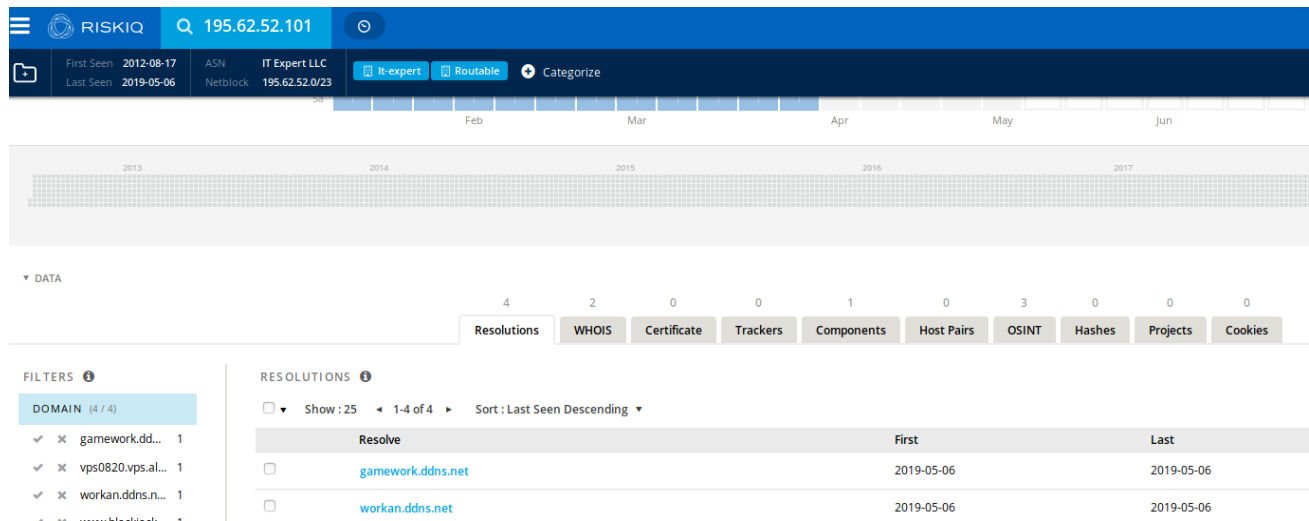 RISKIQ 195.62.52.101
First Seen 2012-08-17 ASN IT Expert LLC It-expert Routable Categorize
Last Seen 2019-05-06 Netblock 195.62.52.0/23
Sa
Feb Mar Apr May Jun
2013 2014 2015 2016 2017
DATA
4 2 0 0 1 0 3 0 0 0
Resolutions WHOIS Certificate Trackers Components Host Pairs OSINT Hashes Projects Cookies
FILTERS RESOLUTIONS
DOMAIN (4 / 4) Show : 25 1-4 of 4 Sort : Last Seen Descending
Resolve First Last
gamework.dd... 1
gamework.ddns.net 2019-05-06 2019-05-06
vps0820.vps.al... 1
workan.ddns.n... 1
workan.ddns.net 2019-05-06 2019-05-06